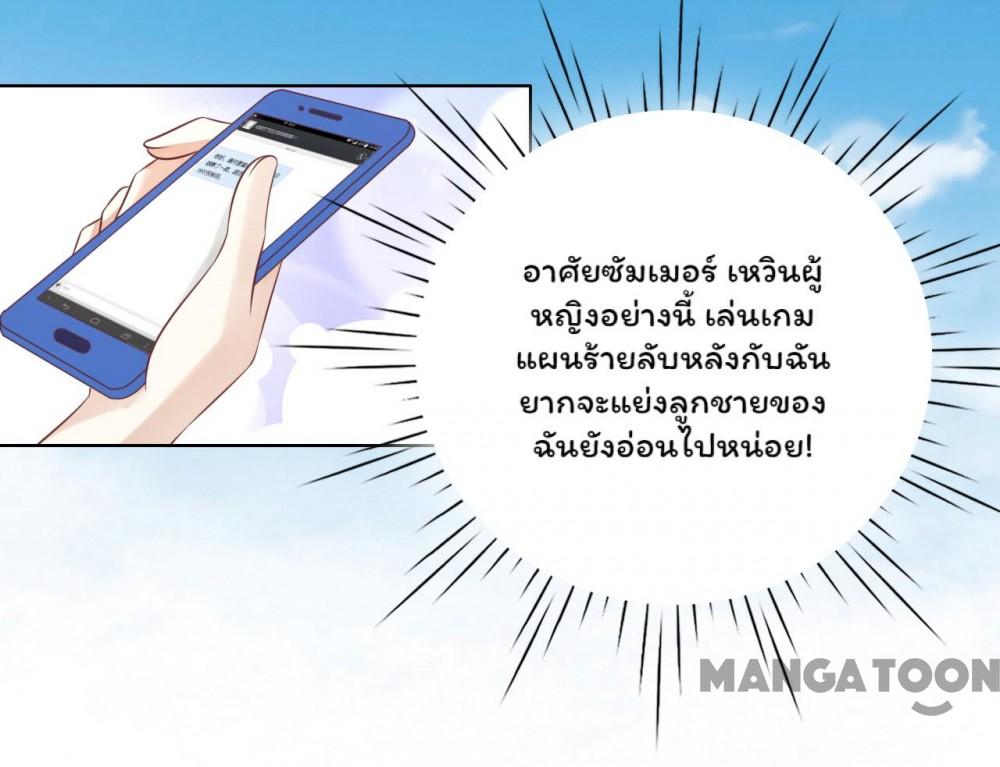 อาศัยซัมเมอร์ เหวินผู้
หญิงอย่างนี้ เล่นเกม
แผนร้ายลับหลังกับฉัน
ยากจะแย่งลูกชายของ
ฉันยังอ่อนไปหน่อย!
MANGATOON